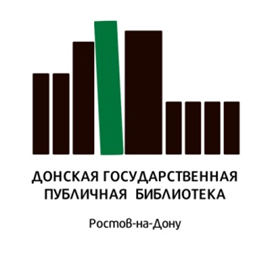 ДОНСКАЯ ГОСУДАРСТВЕННАЯ
ПУБЛИЧНАЯ БИБЛИОТЕКА
Ростов-на-Дону